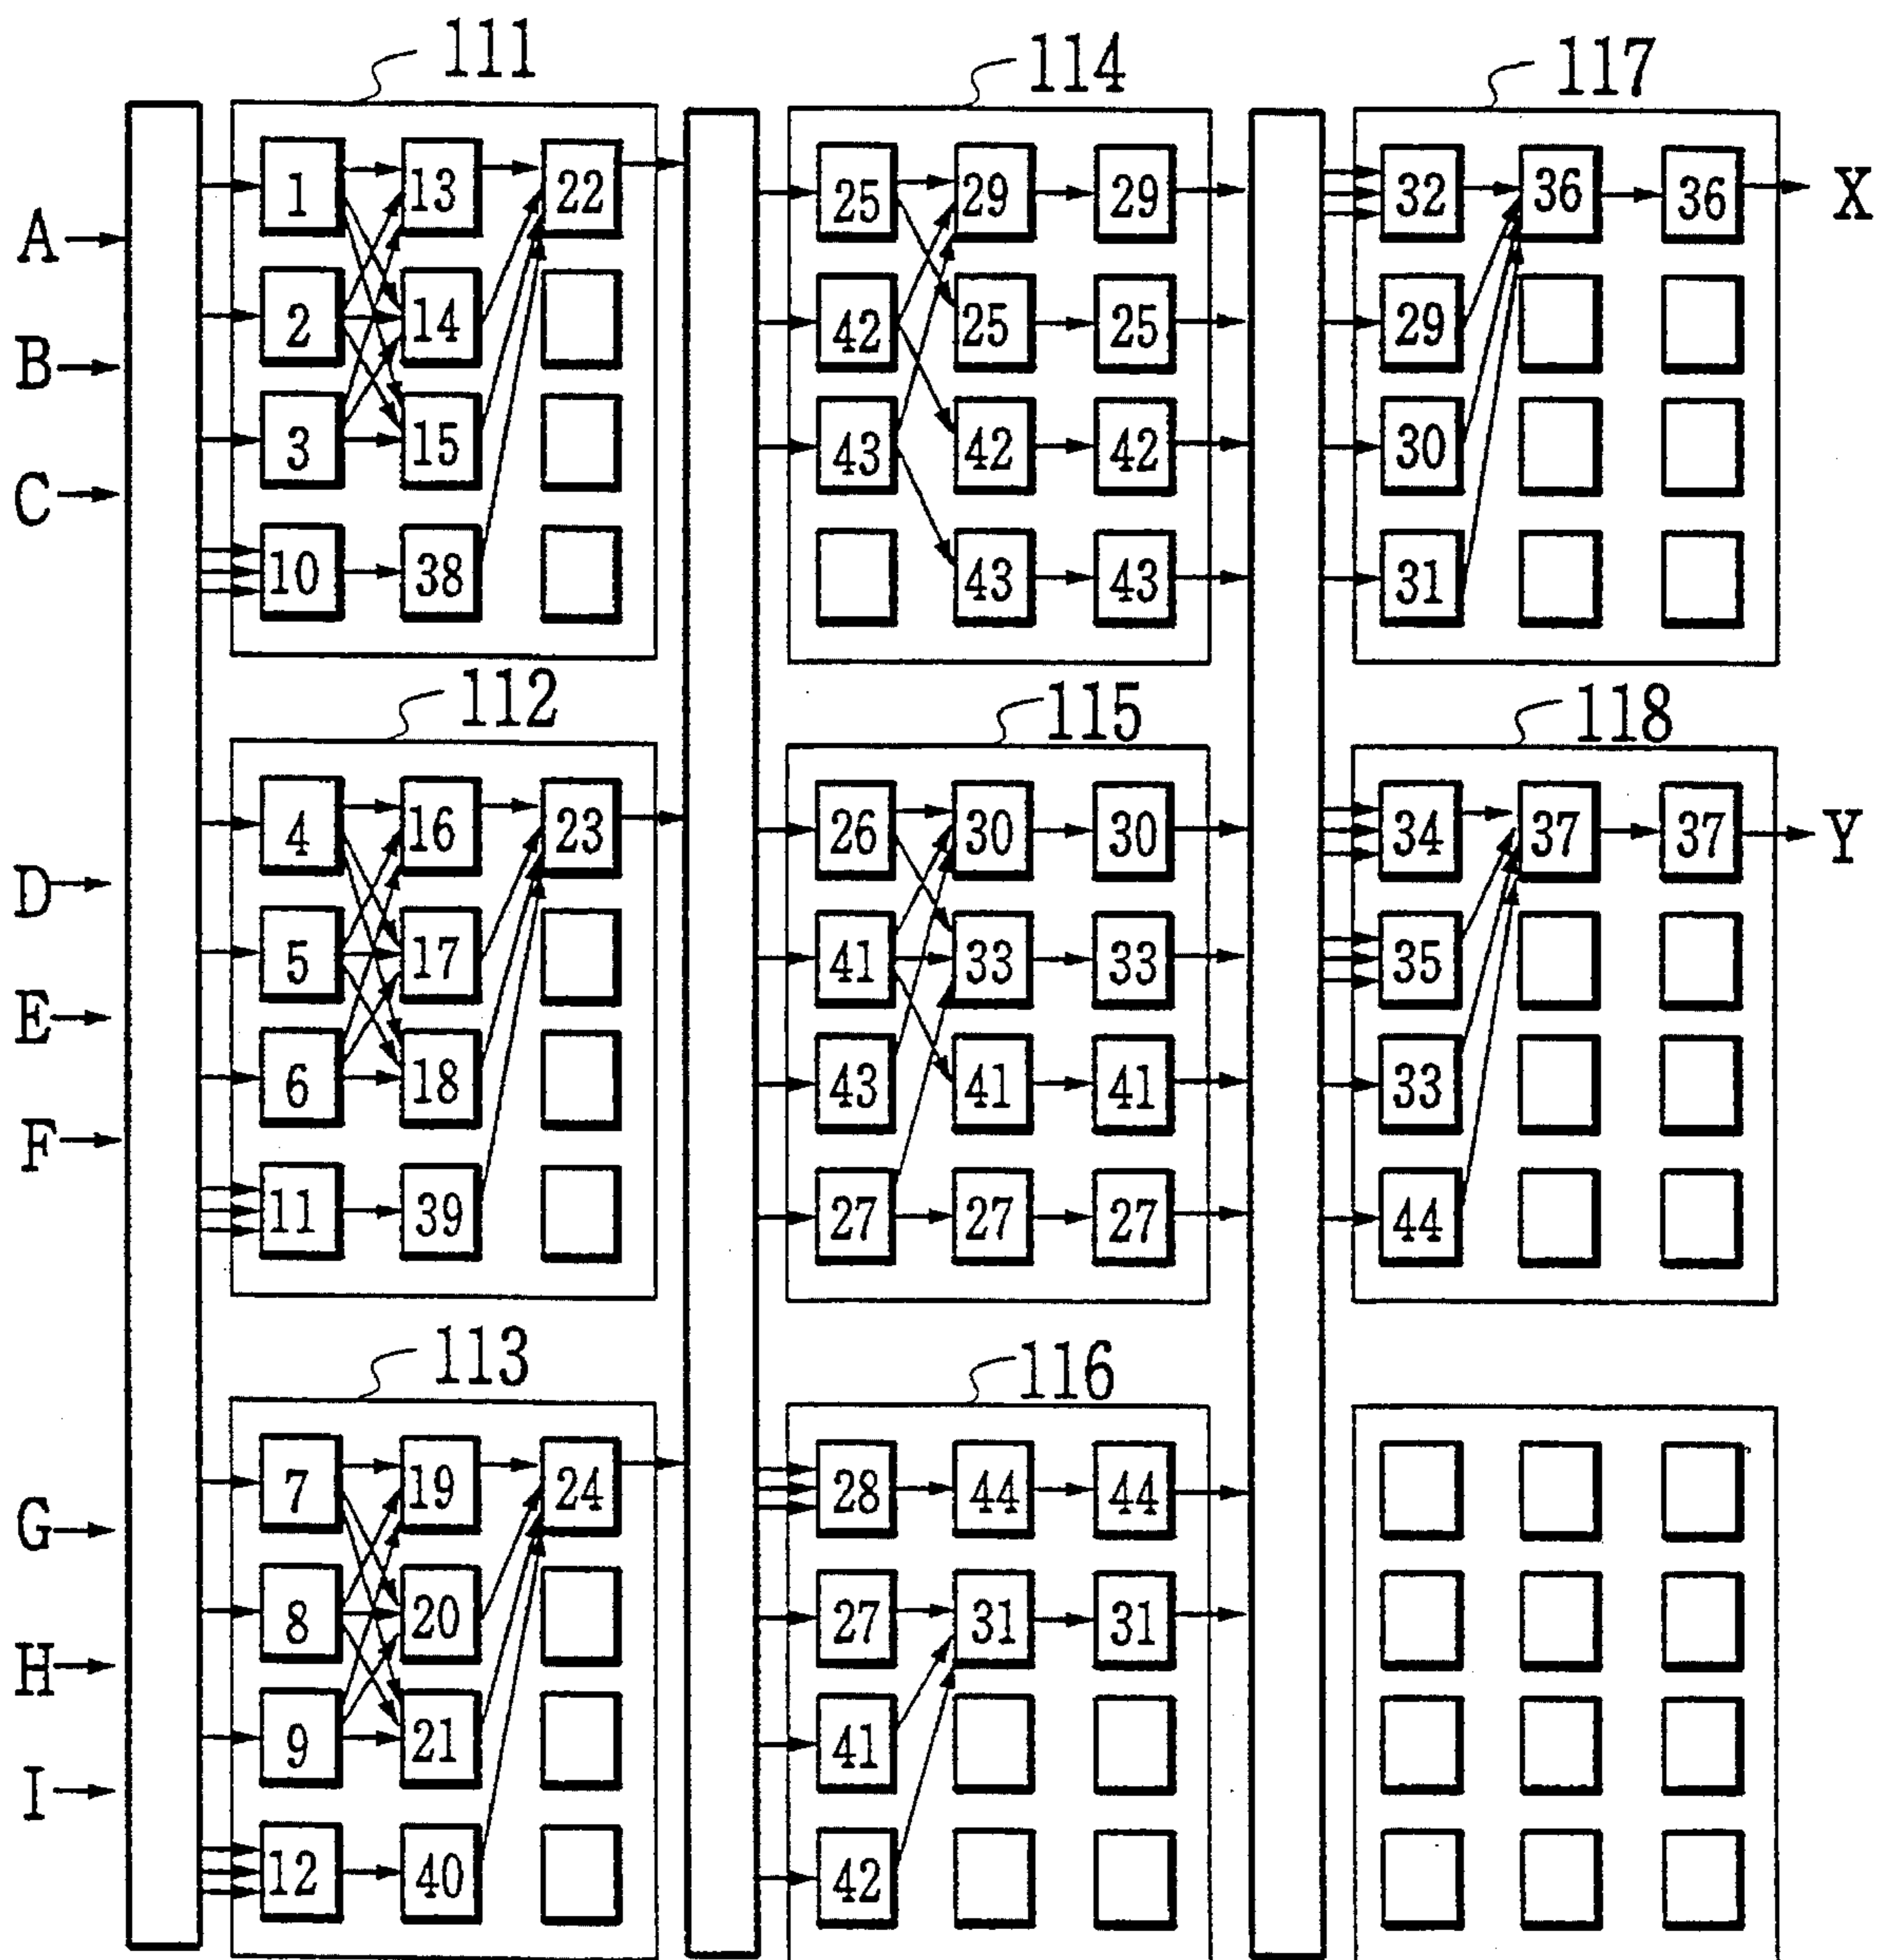 111 114 117
1 13 22 25 29 29 32 36 36 X
A
2 14 42 25 25 29
B
3 15 43 42 42 30
C
10 38 43 43 31
112 115 118
4 16 23 26 30 30 34 37 37 Y
D
5 17 41 33 33 35
E
6 18 43 41 41 33
F
11 39 27 27 27 44
113 116
7 19 24 28 44 44
G
8 20 27 31 31
H
9 21 41
I
12 40 42